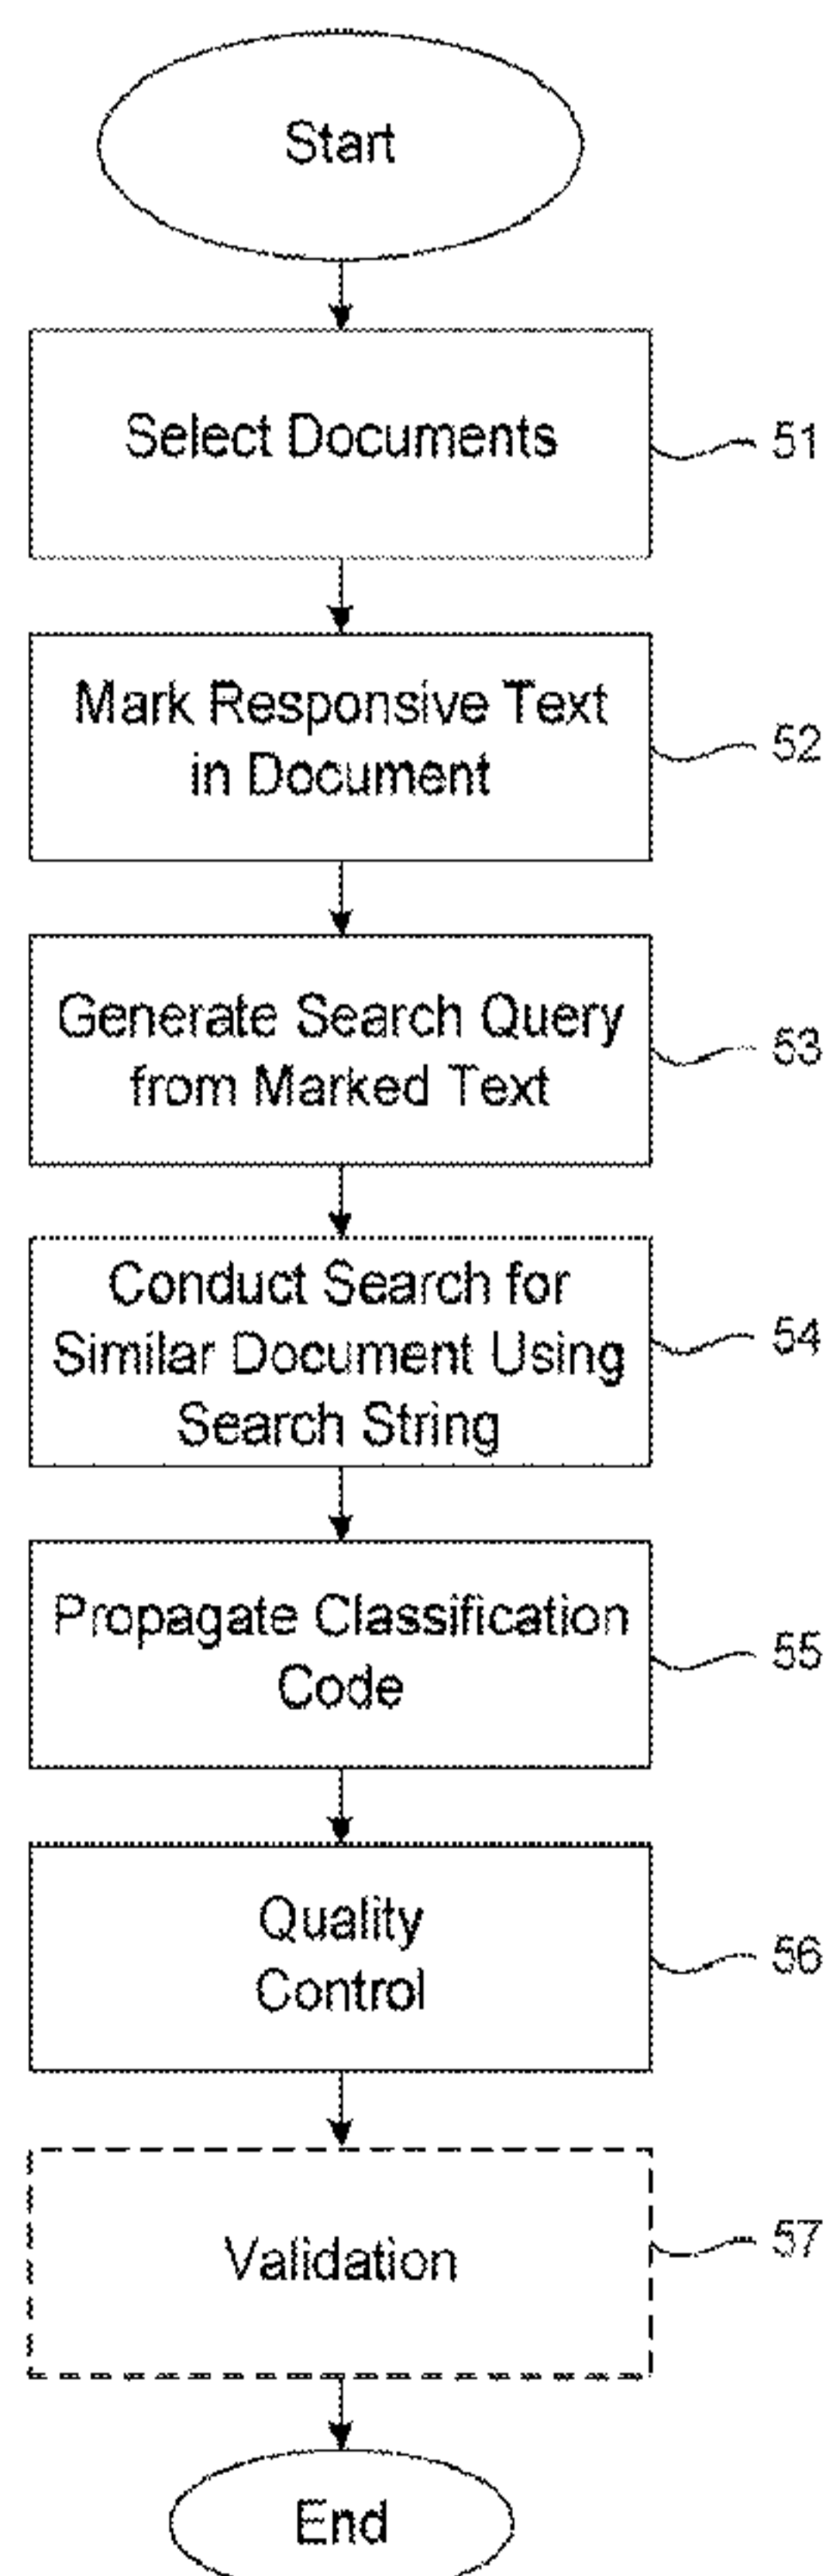 Start
Select Documents
51
Mark Responsive Text
in Document
52
Generate Search Query
from Marked Text
53
Conduct Search for
Similar Document Using
Search String
54
Propagate Classification
Code
55
Quality
Control
56
Validation
57
End